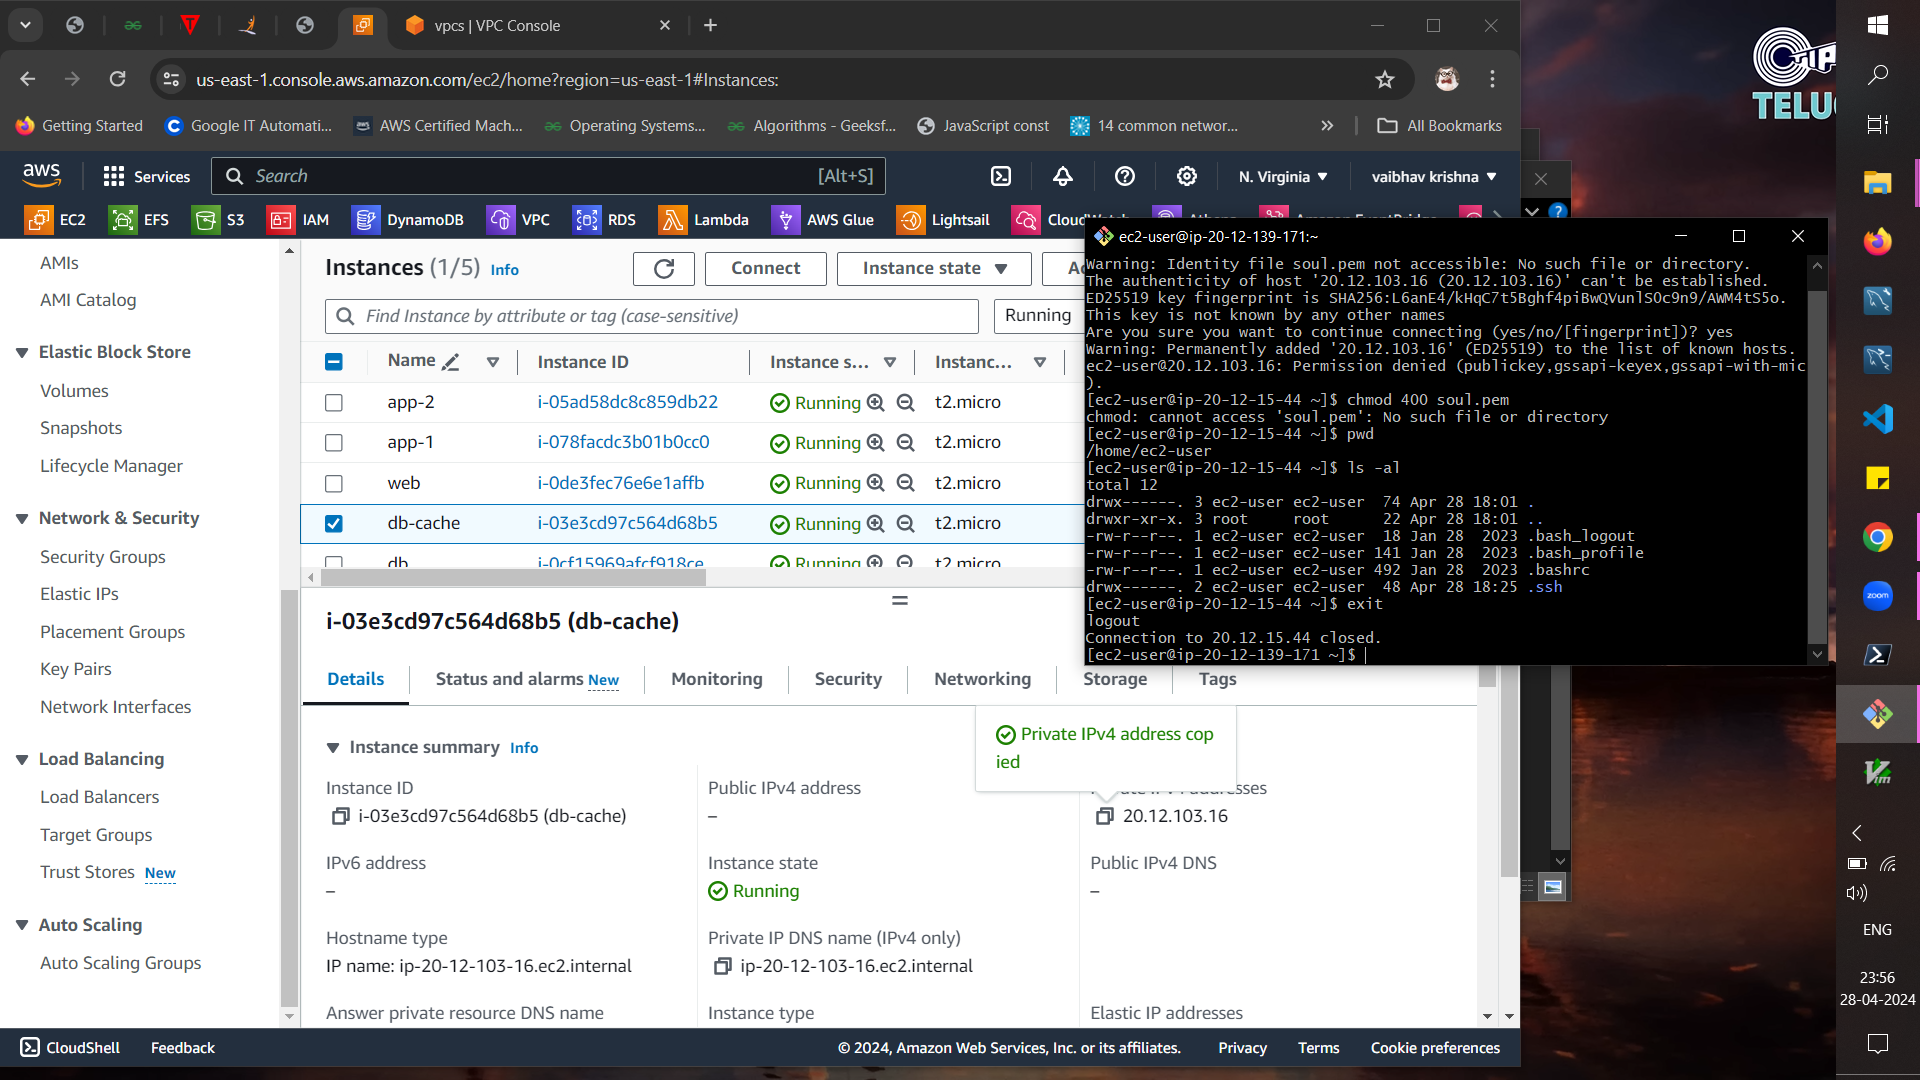 vpcs | VPC Console
us-east-1.console.aws.amazon.com/ec2/home?region=us-east-1#Instances:
Getting Started
Google IT Automati...
AWS Certified Mach...
Operating Systems...
Algorithms - Geeksf...
JavaScript const
14 common networ...
All Bookmarks
aws
Services
Search
[Alt+S]
N. Virginia
vaibhav krishna
EC2
EFS
S3
IAM
DynamoDB
VPC
RDS
Lambda
AWS Glue
Lightsail
TELU
AMIs
AMI Catalog
Elastic Block Store
Volumes
Snapshots
Lifecycle Manager
Network & Security
Security Groups
Elastic IPs
Placement Groups
Key Pairs
Network Interfaces
Load Balancing
Load Balancers
Target Groups
Trust Stores New
Auto Scaling
Auto Scaling Groups
Instances (1/5) Info
Connect
Instance state
Find Instance by attribute or tag (case-sensitive)
Running
Name
Instance ID
Instance s...
Instanc...
app-2 i-05ad58dc8c859db22 Running t2.micro
app-1 i-078facdc3b01b0cc0 Running t2.micro
web i-0de3fec76e6e1affb Running t2.micro
db-cache i-03e3cd97c564d68b5 Running t2.micro
db i-0cf15969afcf918ce Running t2.micro
i-03e3cd97c564d68b5 (db-cache)
Details
Status and alarms New
Monitoring
Security
Networking
Storage
Tags
Instance summary Info
Private IPv4 address cop
ied
Instance ID
i-03e3cd97c564d68b5 (db-cache)
Public IPv4 address
–
20.12.103.16
IPv6 address
–
Instance state
Running
Public IPv4 DNS
–
Hostname type
IP name: ip-20-12-103-16.ec2.internal
Private IP DNS name (IPv4 only)
ip-20-12-103-16.ec2.internal
Answer private resource DNS name
Instance type
Elastic IP addresses
ec2-user@ip-20-12-139-171:~
Warning: Identity file soul.pem not accessible: No such file or directory.
The authenticity of host '20.12.103.16 (20.12.103.16)' can't be established.
ED25519 key fingerprint is SHA256:L6anE4/kHqC7t5Bghf4piBwQVunlSOc9n9/AWM4tS5o.
This key is not known by any other names
Are you sure you want to continue connecting (yes/no/[fingerprint])? yes
Warning: Permanently added '20.12.103.16' (ED25519) to the list of known hosts.
ec2-user@20.12.103.16: Permission denied (publickey,gssapi-keyex,gssapi-with-mic
).
[ec2-user@ip-20-12-15-44 ~]$ chmod 400 soul.pem
chmod: cannot access 'soul.pem': No such file or directory
[ec2-user@ip-20-12-15-44 ~]$ pwd
/home/ec2-user
[ec2-user@ip-20-12-15-44 ~]$ ls -al
total 12
drwx------. 3 ec2-user ec2-user 74 Apr 28 18:01 .
drwxr-xr-x. 3 root root 22 Apr 28 18:01 ..
-rw-r--r--. 1 ec2-user ec2-user 18 Jan 28 2023 .bash_logout
-rw-r--r--. 1 ec2-user ec2-user 141 Jan 28 2023 .bash_profile
-rw-r--r--. 1 ec2-user ec2-user 492 Jan 28 2023 .bashrc
drwx------. 2 ec2-user ec2-user 48 Apr 28 18:25 .ssh
[ec2-user@ip-20-12-15-44 ~]$ exit
logout
Connection to 20.12.15.44 closed.
[ec2-user@ip-20-12-139-171 ~]$
zoom
ENG
23:56
28-04-2024
CloudShell
Feedback
© 2024, Amazon Web Services, Inc. or its affiliates.
Privacy
Terms
Cookie preferences